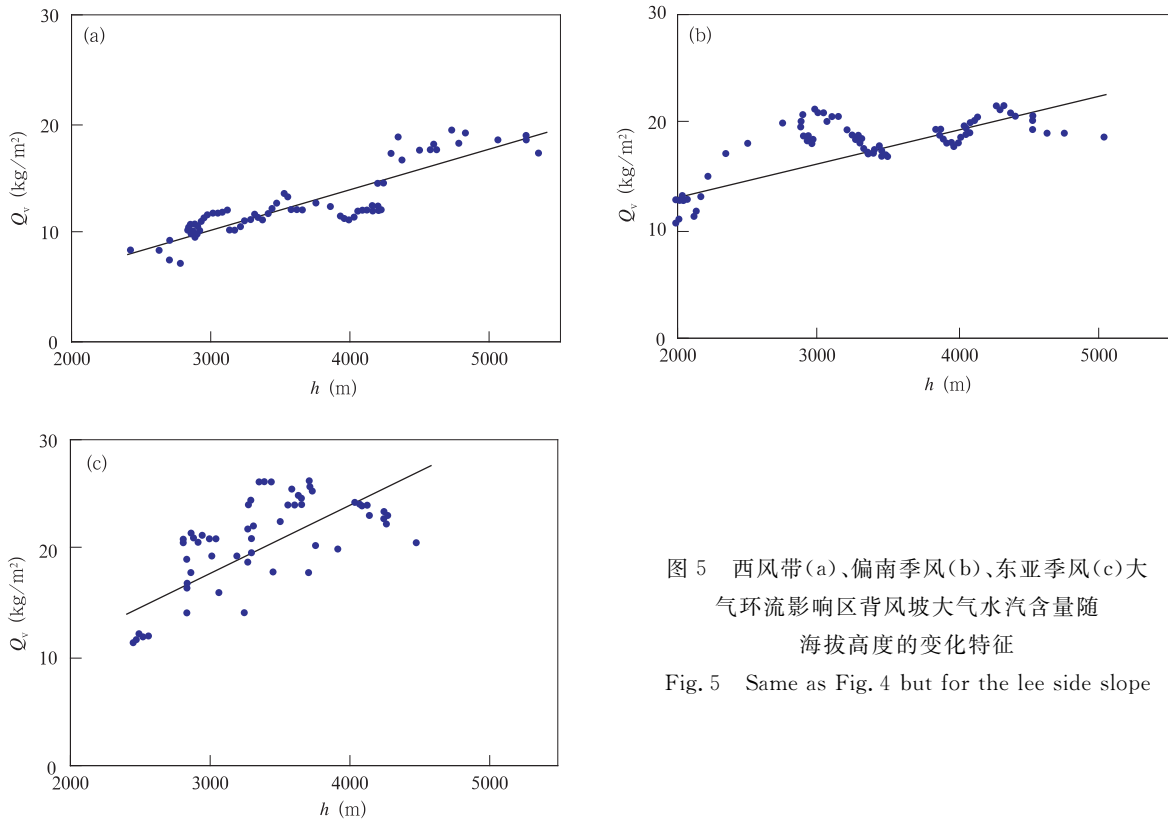 30
(a)
20
Qv (kg/m²)
10
0
2000
3000
4000
5000
h (m)
30
(b)
20
Qv (kg/m²)
10
0
2000
3000
4000
5000
h (m)
30
(c)
20
Qv (kg/m²)
10
0
2000
3000
4000
5000
h (m)
图 5 西风带(a)、偏南季风(b)、东亚季风(c)大
气环流影响区背风坡大气水汽含量随
海拔高度的变化特征
Fig. 5 Same as Fig. 4 but for the lee side slope